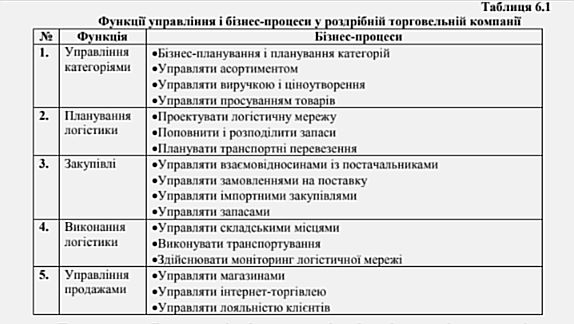 Таблиця 6.1
Функції управління і бізнес-процеси у роздрібній торговельній компанії
№ Функція Бізнес-процеси
1. Управління категоріями
•Бізнес-планування і планування категорій
•Управляти асортиментом
•Управляти виручкою і ціноутворення
•Управляти просуванням товарів
2. Планування логістики
•Проектувати логістичну мережу
•Поповнити і розподілити запаси
•Планувати транспортні перевезення
3. Закупівлі
•Управляти взаємовідносинами із постачальниками
•Управляти замовленнями на поставку
•Управляти імпортними закупівлями
•Управляти запасами
4. Виконання логістики
•Управляти складськими місцями
•Виконувати транспортування
•Здійснювати моніторинг логістичної мережі
5. Управління продажами
•Управляти магазинами
•Управляти інтернет-торгівлею
•Управляти лояльністю клієнтів